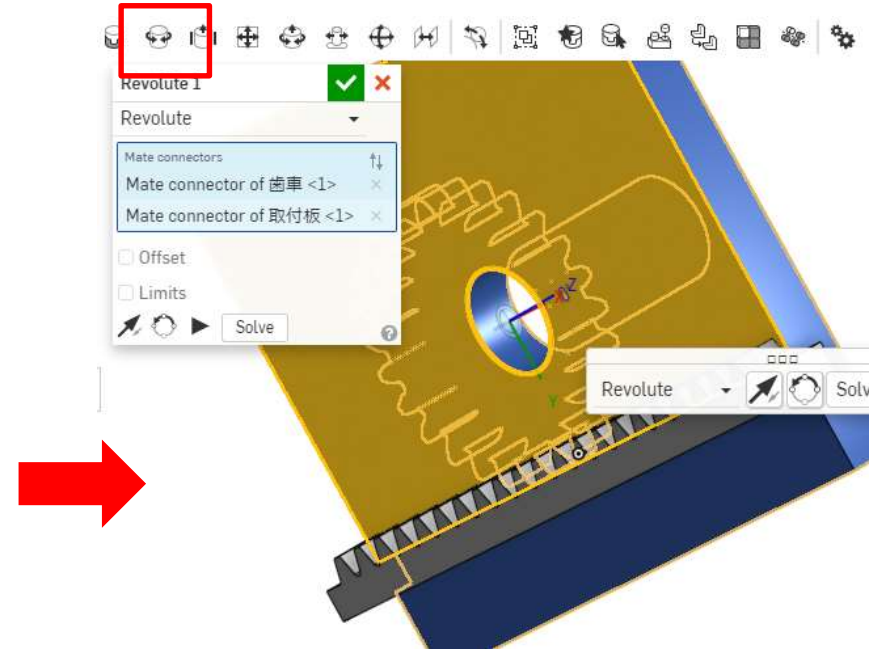 Revolute 1
Revolute
Mate connectors
Mate connector of 歯車 <1>
Mate connector of 取付板 <1>
Offset
Limits
Solve
Z
Y
Revolute
Solv